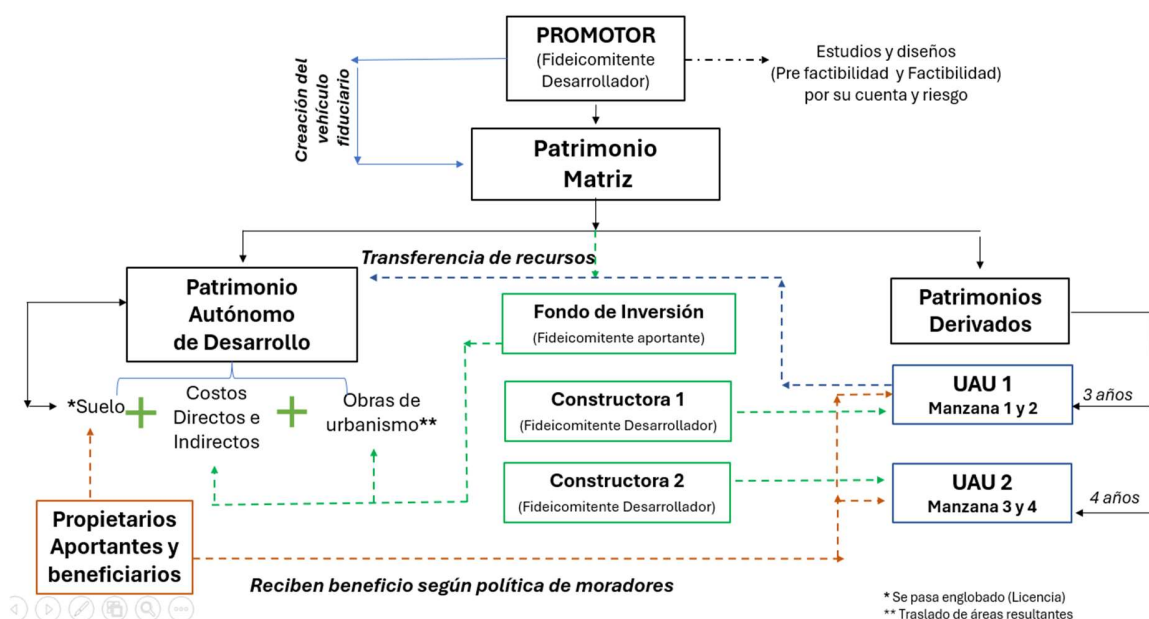 PROMOTOR
(Fideicomitente
Desarrollador)
Estudios y diseños
(Pre factibilidad y Factibilidad)
por su cuenta y riesgo
Creación del
vehículo
fiduciario
Patrimonio
Matriz
Transferencia de recursos
Patrimonio
Autónomo
de Desarrollo
Fondo de Inversión
(Fideicomitente aportante)
Patrimonios
Derivados
*Suelo
+
Costos
Directos e
Indirectos
+
Obras de
urbanismo**
Constructora 1
(Fideicomitente Desarrollador)
UAU 1
Manzana 1 y 2
3 años
Constructora 2
(Fideicomitente Desarrollador)
UAU 2
Manzana 3 y 4
4 años
Propietarios
Aportantes y
beneficiarios
Reciben beneficio según política de moradores
* Se pasa englobado (Licencia)
** Traslado de áreas resultantes